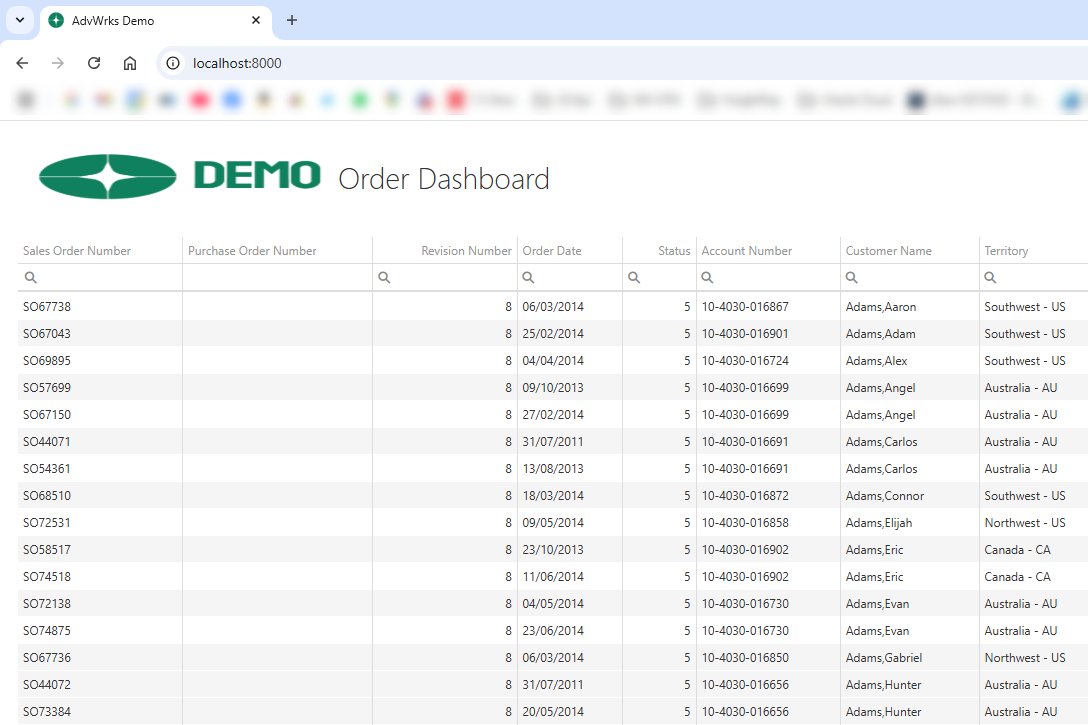 AdvWrks Demo
localhost:8000
DEMO Order Dashboard
Sales Order Number Purchase Order Number Revision Number Order Date Status Account Number Customer Name Territory
SO67738 8 06/03/2014 5 10-4030-016867 Adams,Aaron Southwest - US
SO67043 8 25/02/2014 5 10-4030-016901 Adams,Adam Southwest - US
SO69895 8 04/04/2014 5 10-4030-016724 Adams,Alex Southwest - US
SO57699 8 09/10/2013 5 10-4030-016699 Adams,Angel Australia - AU
SO67150 8 27/02/2014 5 10-4030-016699 Adams,Angel Australia - AU
SO44071 8 31/07/2011 5 10-4030-016691 Adams,Carlos Australia - AU
SO54361 8 13/08/2013 5 10-4030-016691 Adams,Carlos Australia - AU
SO68510 8 18/03/2014 5 10-4030-016872 Adams,Connor Southwest - US
SO72531 8 09/05/2014 5 10-4030-016858 Adams,Elijah Northwest - US
SO58517 8 23/10/2013 5 10-4030-016902 Adams,Eric Canada - CA
SO74518 8 11/06/2014 5 10-4030-016902 Adams,Eric Canada - CA
SO72138 8 04/05/2014 5 10-4030-016730 Adams,Evan Australia - AU
SO74875 8 23/06/2014 5 10-4030-016730 Adams,Evan Australia - AU
SO67736 8 06/03/2014 5 10-4030-016850 Adams,Gabriel Northwest - US
SO44072 8 31/07/2011 5 10-4030-016656 Adams,Hunter Australia - AU
SO73384 8 20/05/2014 5 10-4030-016656 Adams,Hunter Australia - AU